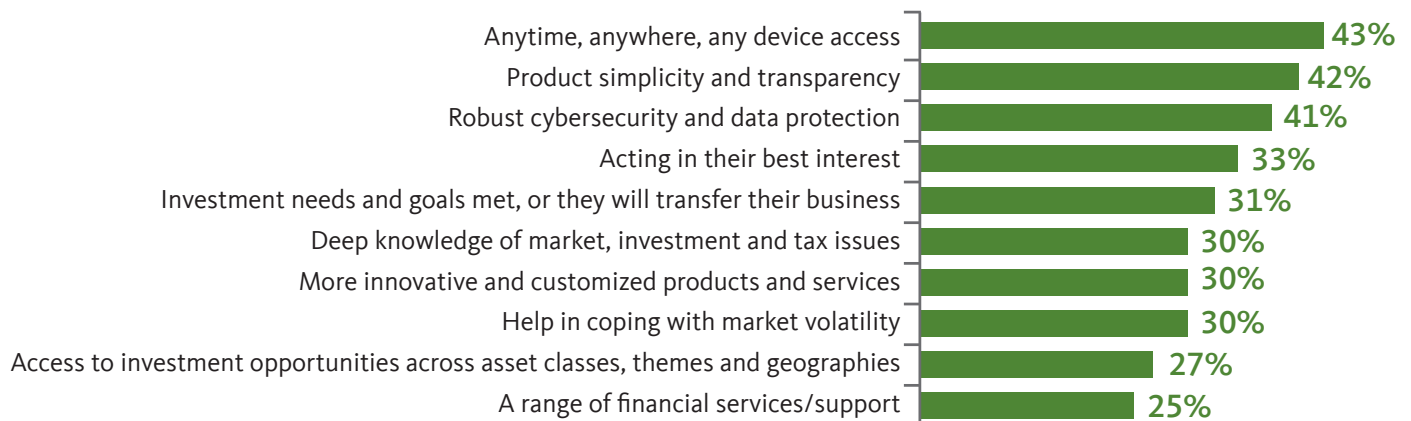 Anytime, anywhere, any device access 43%
Product simplicity and transparency 42%
Robust cybersecurity and data protection 41%
Acting in their best interest 33%
Investment needs and goals met, or they will transfer their business 31%
Deep knowledge of market, investment and tax issues 30%
More innovative and customized products and services 30%
Help in coping with market volatility 30%
Access to investment opportunities across asset classes, themes and geographies 27%
A range of financial services/support 25%